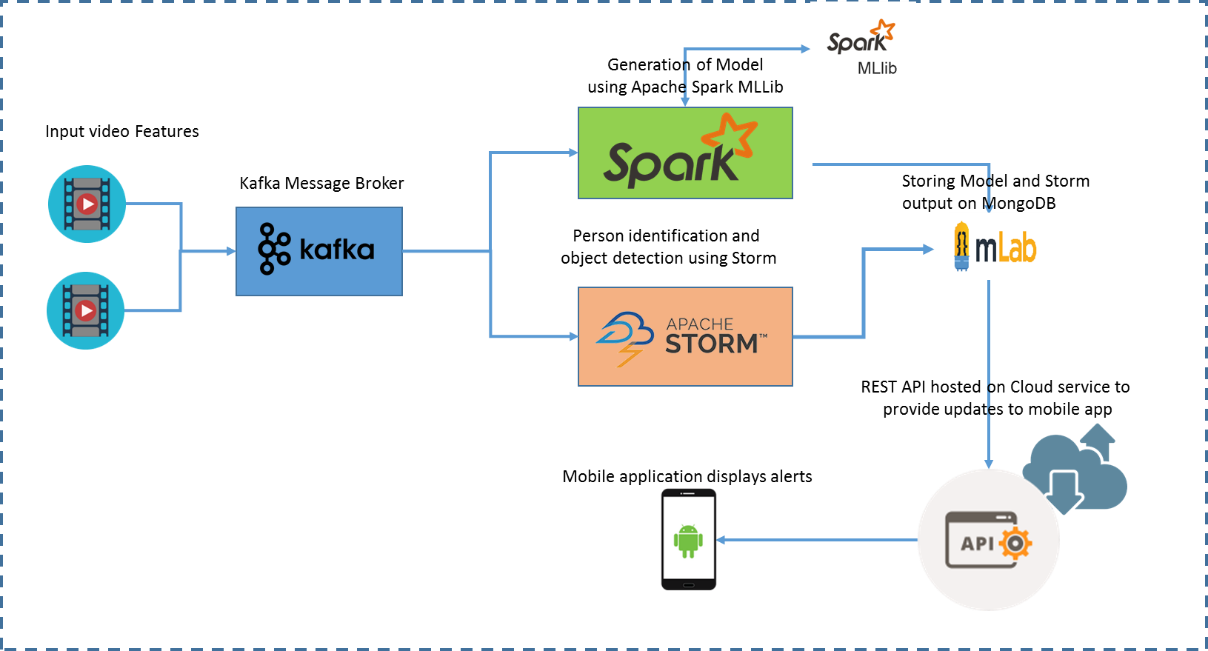 Spark
MLlib
Generation of Model
using Apache Spark MLLib
Input video Features
Spark
Kafka Message Broker
Storing Model and Storm
output on MongoDB
kafka
Person identification and
object detection using Storm
mLab
APACHE
STORM™
REST API hosted on Cloud service to
provide updates to mobile app
Mobile application displays alerts
API